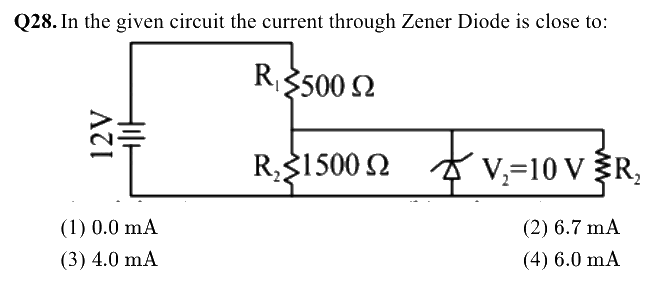 Q28. In the given circuit the current through Zener Diode is close to:
R₁ 500 Ω
12V
R₂ 1500 Ω
V₂=10 V R₂
(1) 0.0 mA (2) 6.7 mA
(3) 4.0 mA (4) 6.0 mA